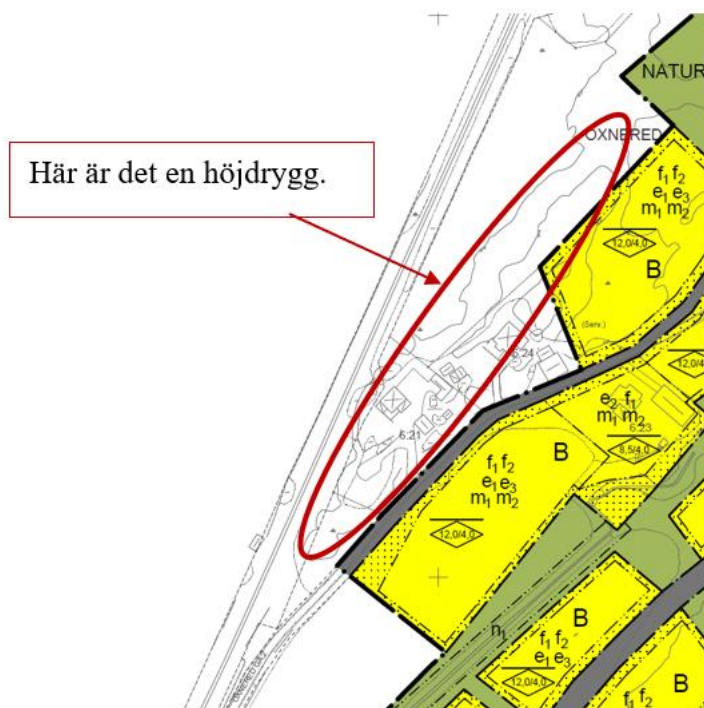 NATUR
OXNERED
Här är det en höjdrygg.
f₁ f₂
e₁ e₃
m₁ m₂
12,0/4,0
B
(Serv.)
6:24
12,0/4
e₂ f₁
m₁ m₂
6:23
8,5/4,0
6:21
B
f₁ f₂
e₁ e₃
m₁ m₂
12,0/4,0
n₁
B
f₁ f₂
e₁ e₃
12,0/4,0
B
f₁ f₂